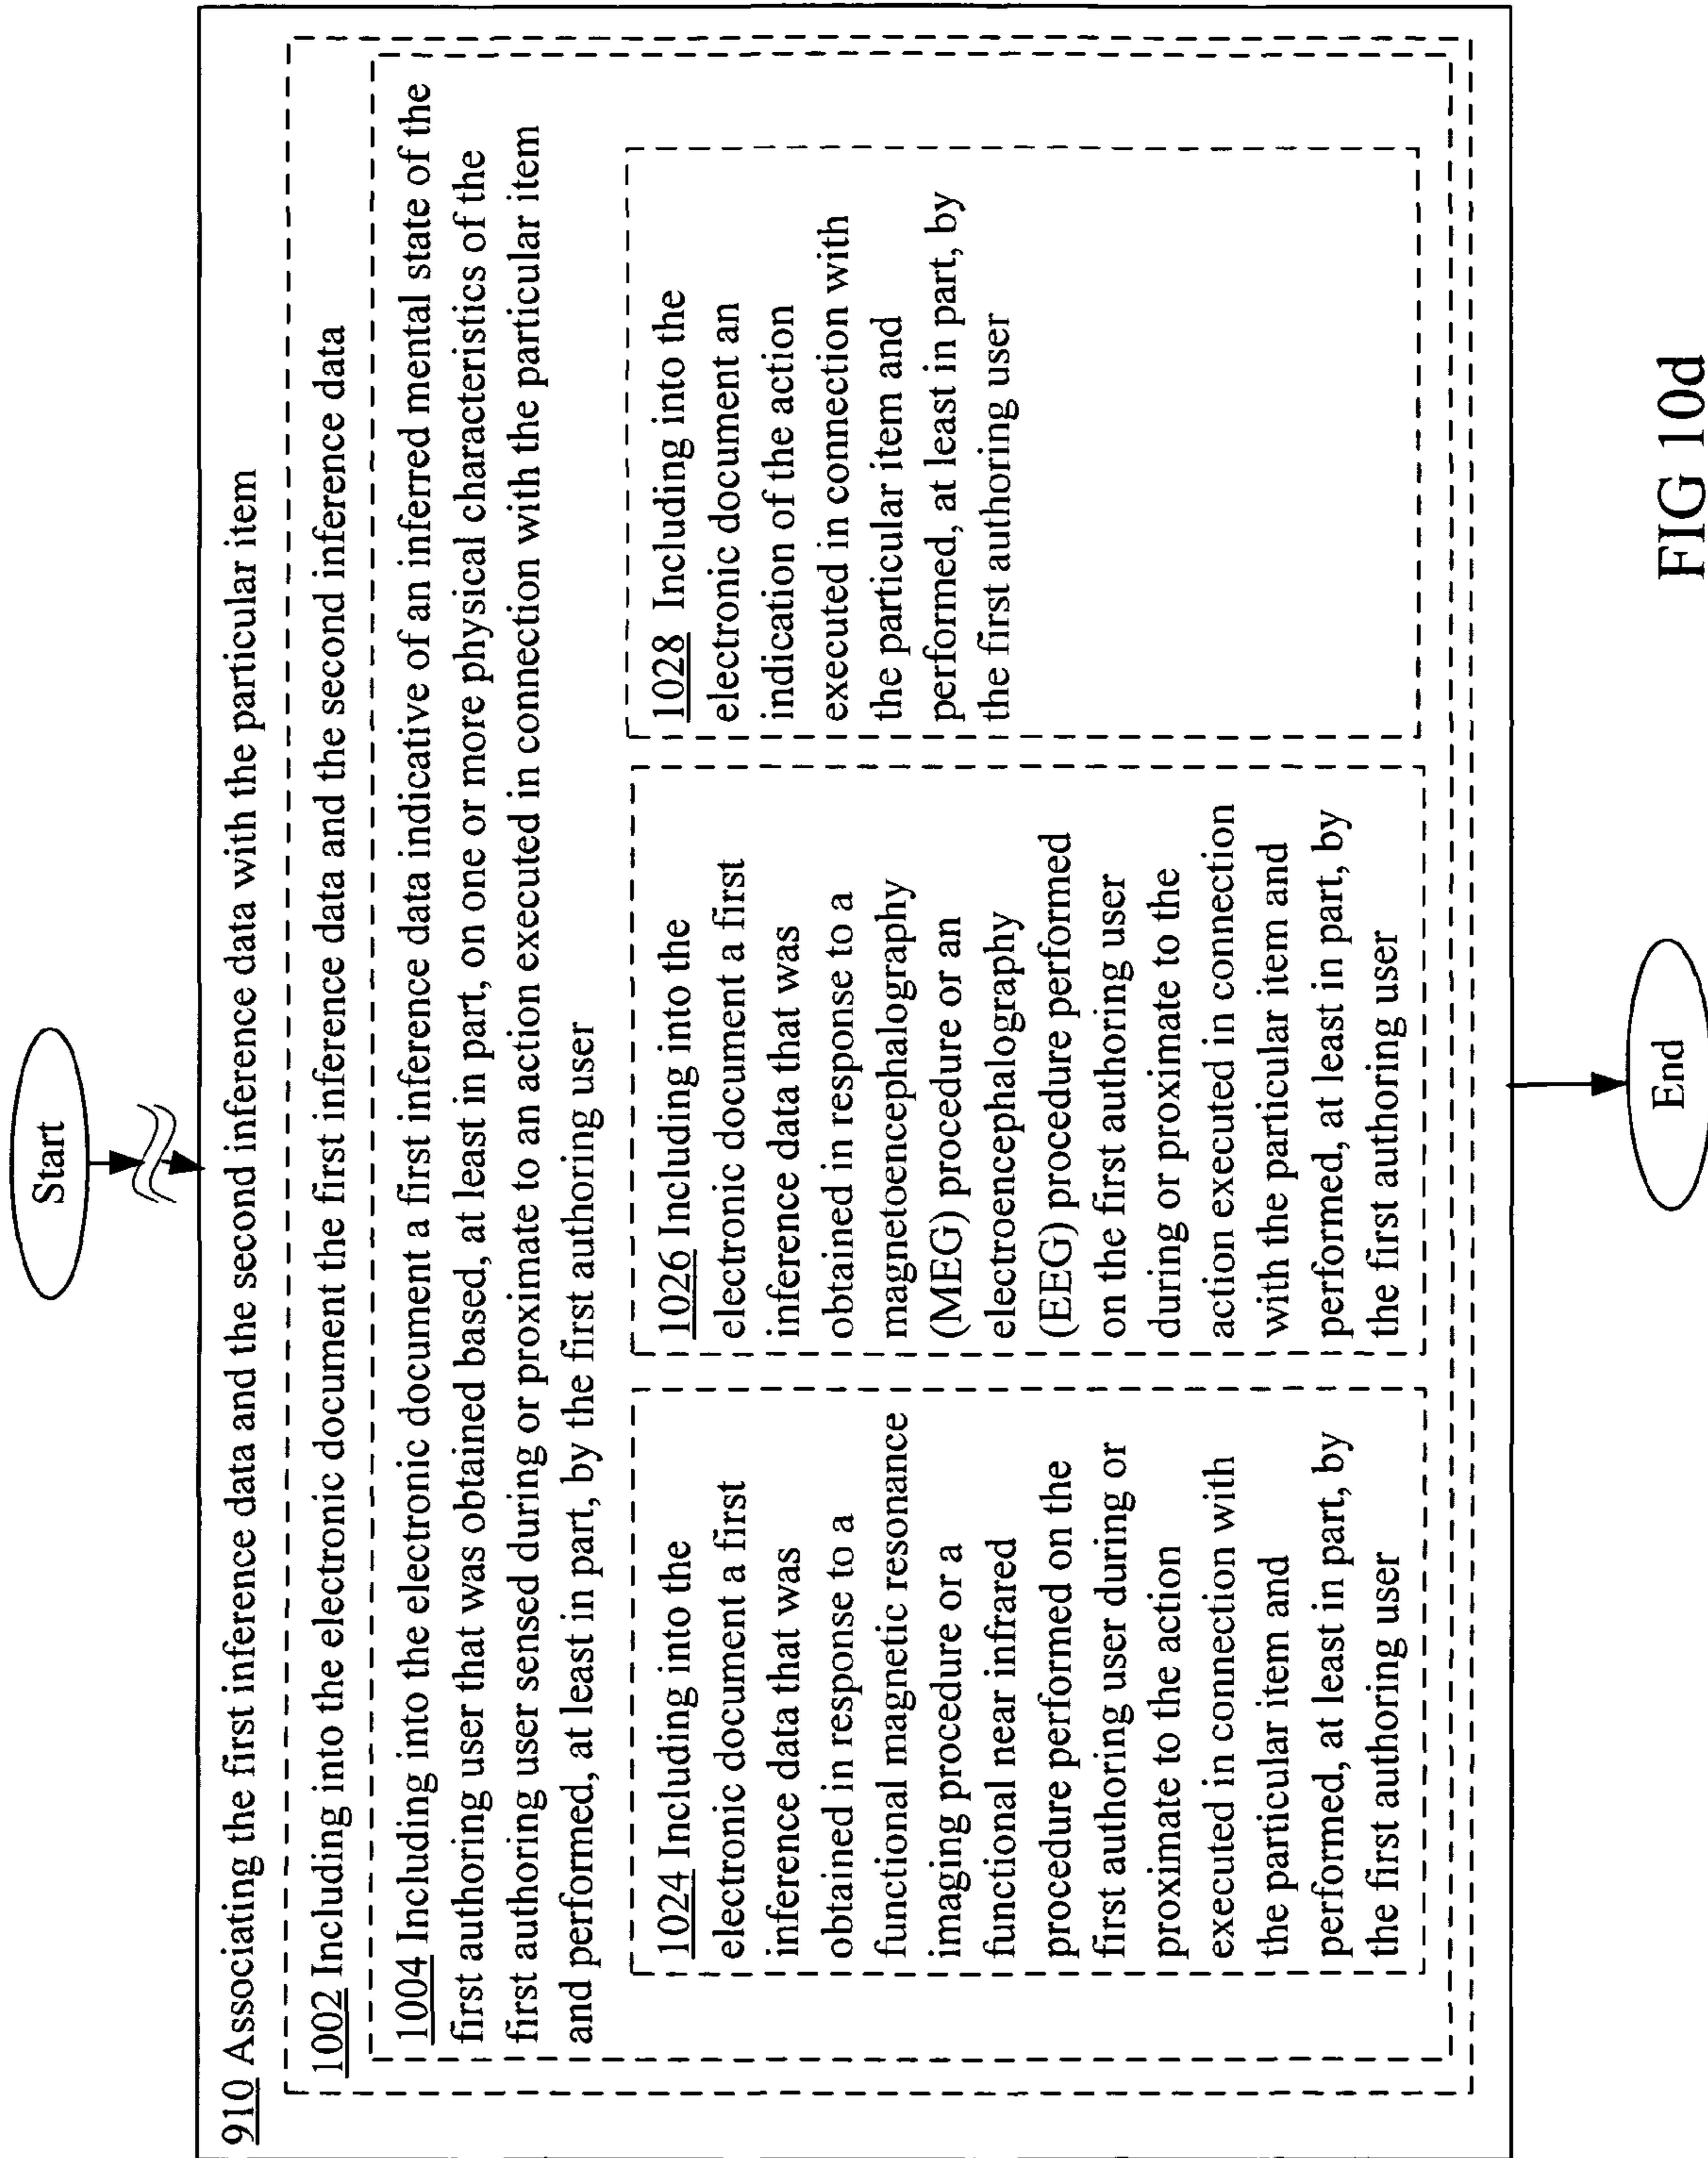 Start
910 Associating the first inference data and the second inference data with the particular item
1002 Including into the electronic document the first inference data and the second inference data
1004 Including into the electronic document a first inference data indicative of an inferred mental state of the
first authoring user that was obtained based, at least in part, on one or more physical characteristics of the
first authoring user sensed during or proximate to an action executed in connection with the particular item
and performed, at least in part, by the first authoring user
1024 Including into the
electronic document a first
inference data that was
obtained in response to a
functional magnetic resonance
imaging procedure or a
functional near infrared
procedure performed on the
first authoring user during or
proximate to the action
executed in connection with
the particular item and
performed, at least in part, by
the first authoring user
1026 Including into the
electronic document a first
inference data that was
obtained in response to a
magnetoencephalography
(MEG) procedure or an
electroencephalography
(EEG) procedure performed
on the first authoring user
during or proximate to the
action executed in connection
with the particular item and
performed, at least in part, by
the first authoring user
1028 Including into the
electronic document an
indication of the action
executed in connection with
the particular item and
performed, at least in part, by
the first authoring user
End
FIG 10d